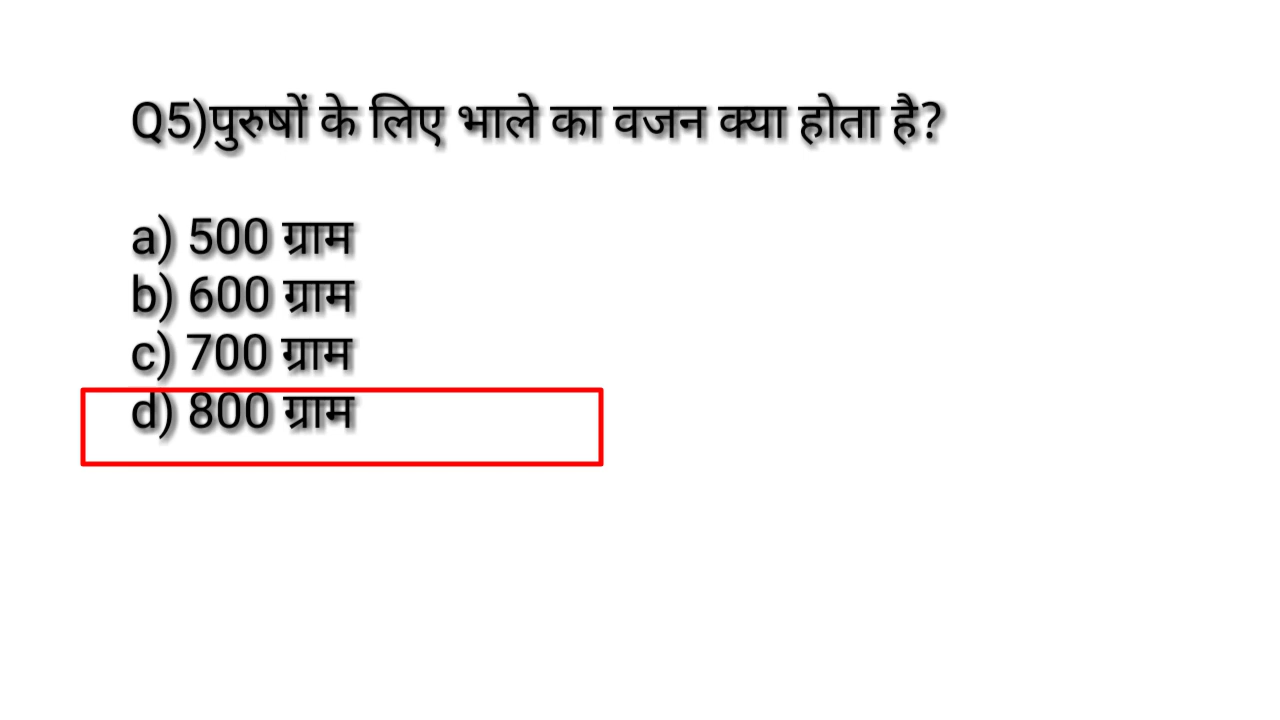 Q5)पुरुषों के लिए भाले का वजन क्या होता है?
a) 500 ग्राम
b) 600 ग्राम
c) 700 ग्राम
d) 800 ग्राम